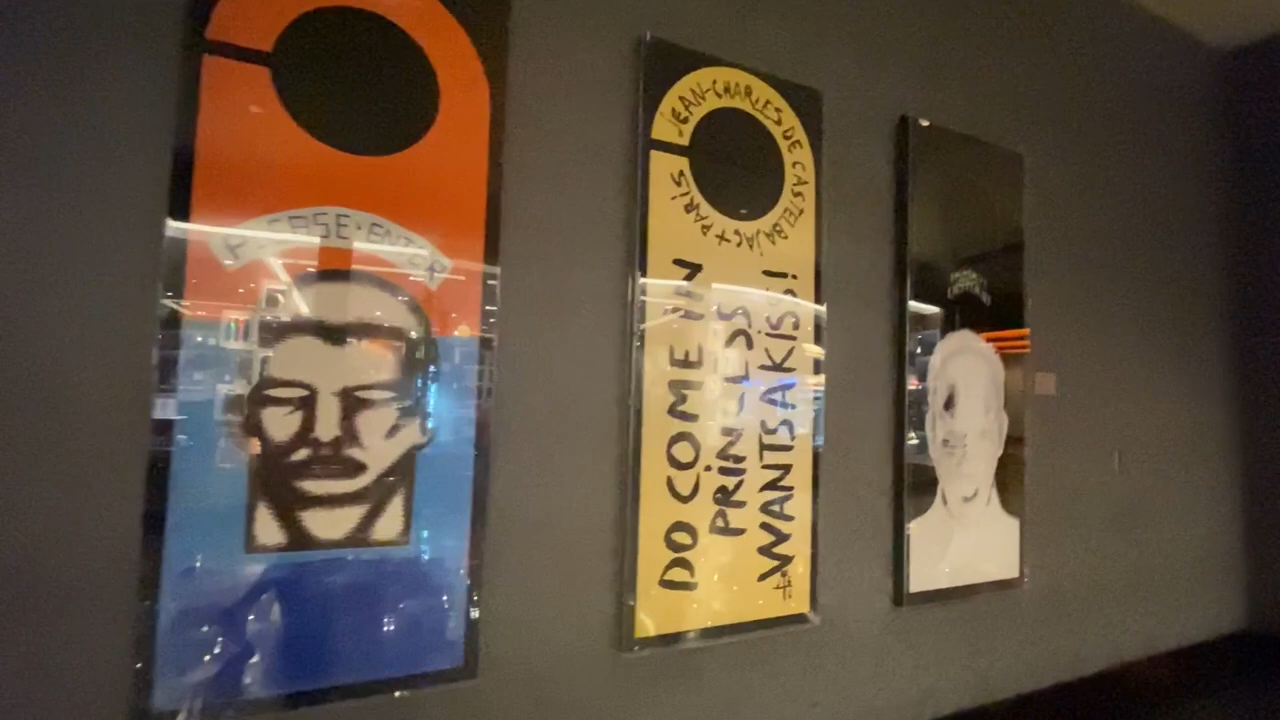 PLEASE·ENTER
JEAN-CHARLES DE CASTELBAJAC + PARIS
DO COME IN
PRINCESS
WANTS A KISS!